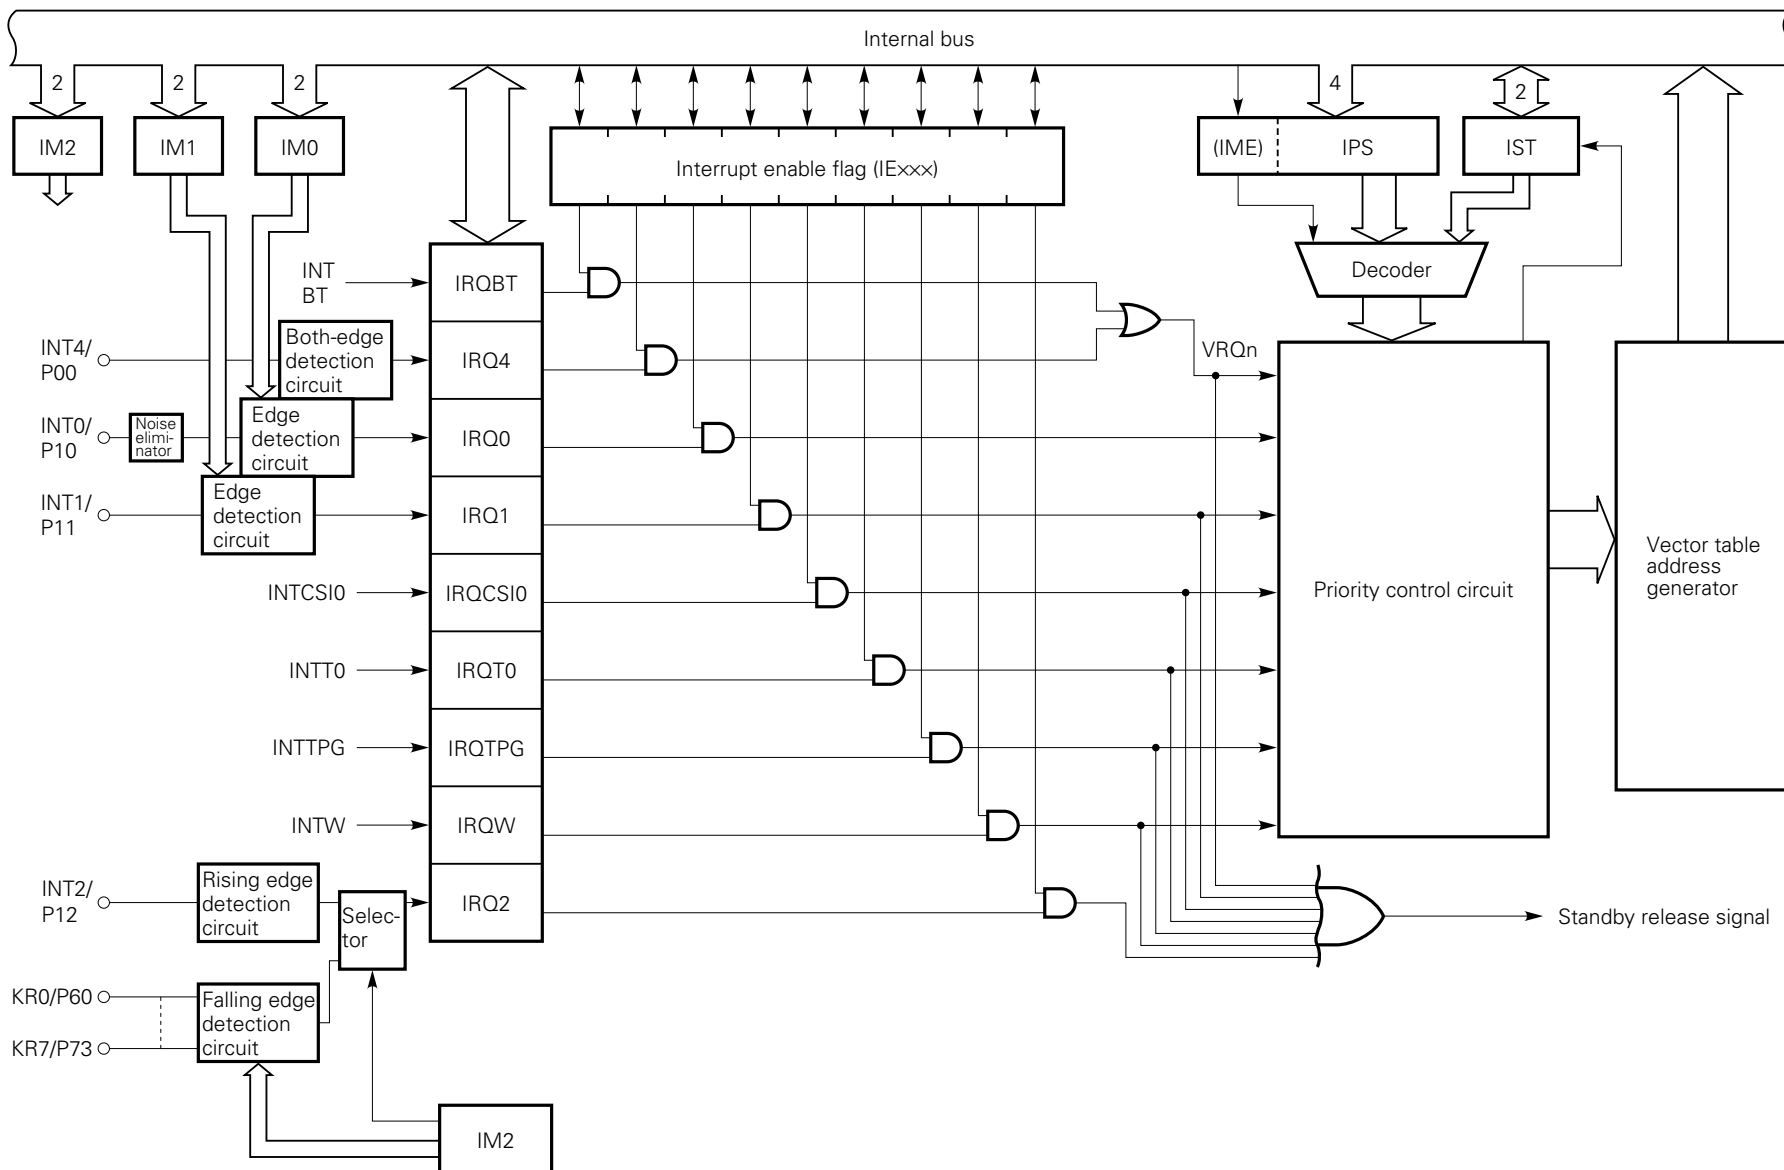 Internal bus
2
2
2
4
2
IM2
IM1
IM0
Interrupt enable flag (IE×××)
(IME)
IPS
IST
Decoder
INT
BT
IRQBT
INT4/
P00
Both-edge
detection
circuit
IRQ4
VRQn
INT0/
P10
Noise
elimi-
nator
Edge
detection
circuit
IRQ0
INT1/
P11
Edge
detection
circuit
IRQ1
INTCSI0
IRQCSI0
Priority control circuit
Vector table
address
generator
INTT0
IRQT0
INTTPG
IRQTPG
INTW
IRQW
INT2/
P12
Rising edge
detection
circuit
Selec-
tor
IRQ2
Standby release signal
KR0/P60
KR7/P73
Falling edge
detection
circuit
IM2